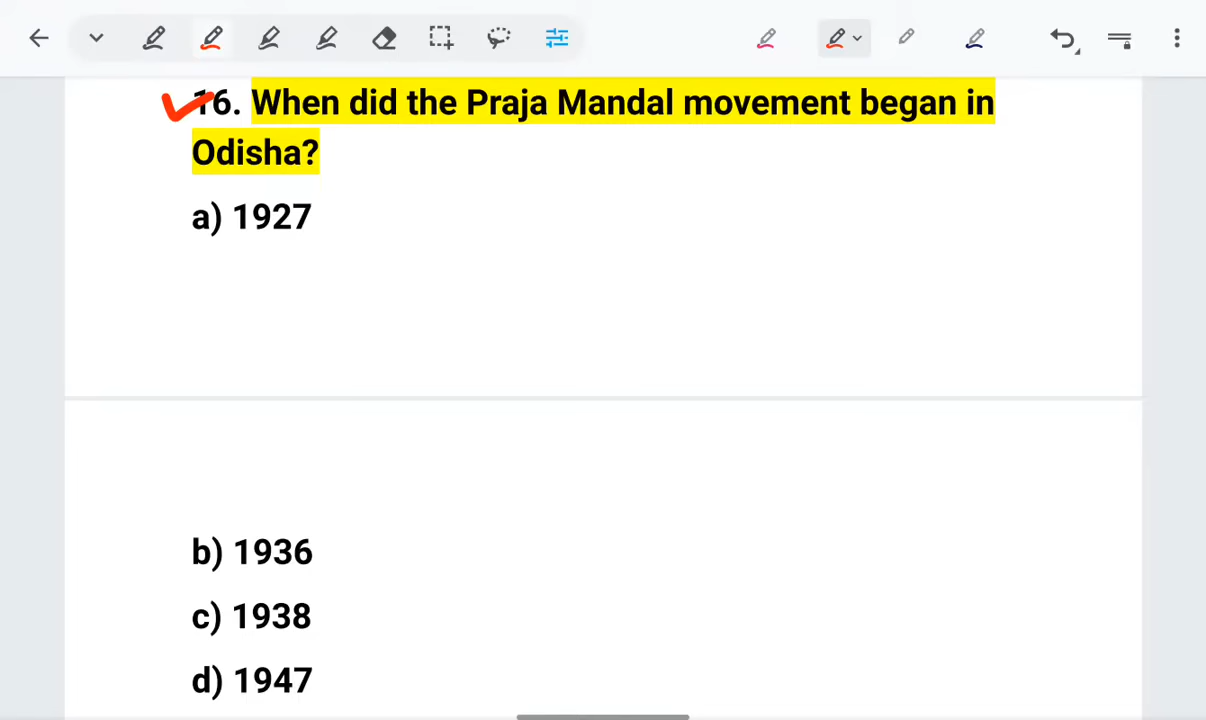 16. When did the Praja Mandal movement began in
Odisha?
a) 1927
b) 1936
c) 1938
d) 1947